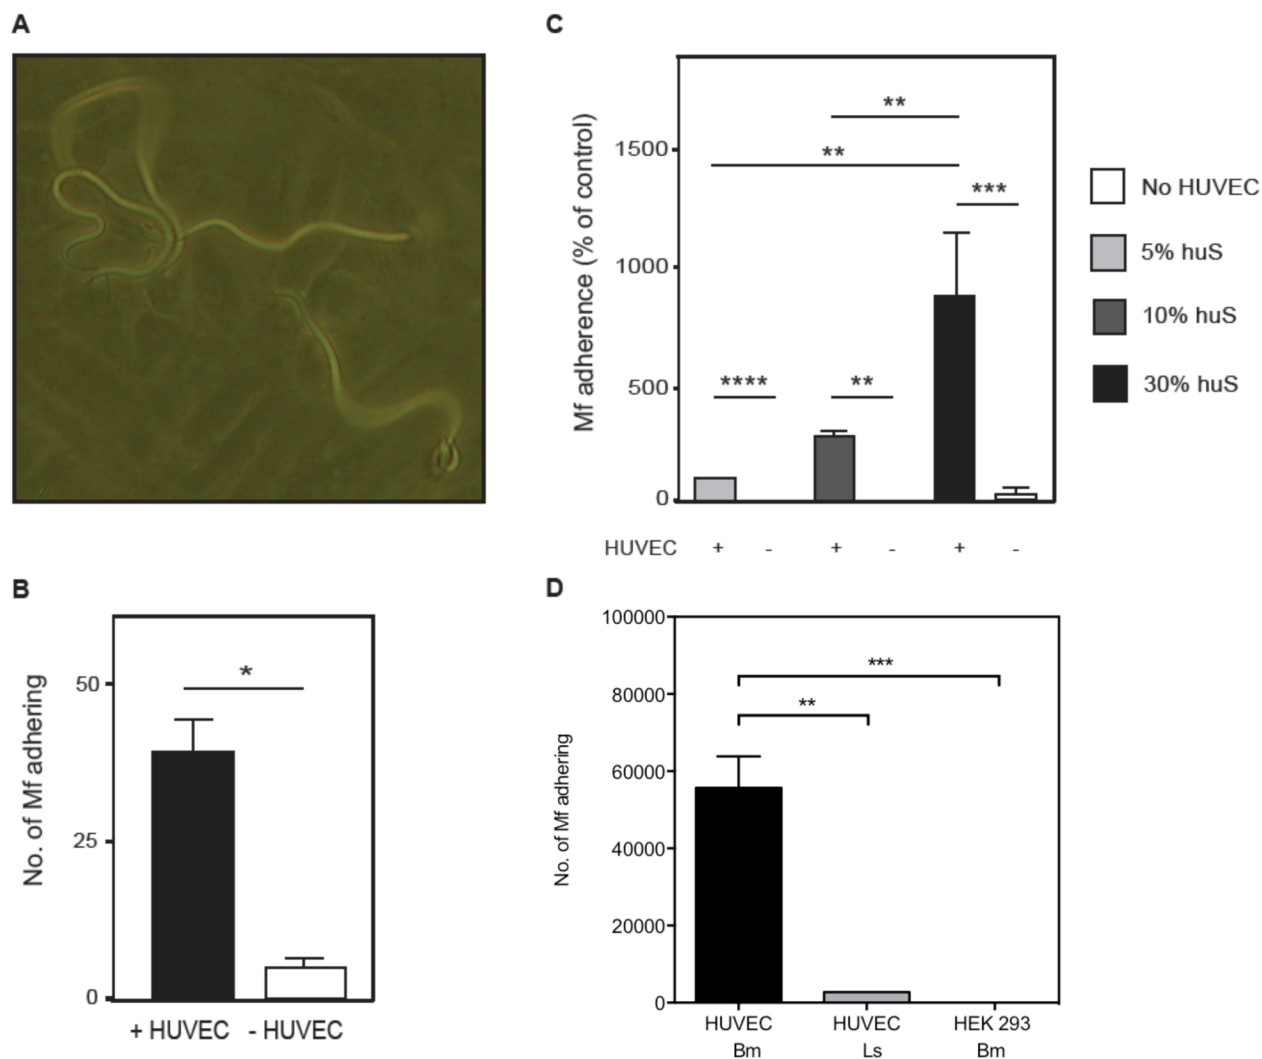 A
B
No. of Mf adhering
50
25
0
*
+ HUVEC - HUVEC
C
Mf adherence (% of control)
1500
1000
500
0
**
**
***
****
**
HUVEC + - + - + -
No HUVEC
5% huS
10% huS
30% huS
D
No. of Mf adhering
100000
80000
60000
40000
20000
0
***
**
HUVEC HUVEC HEK 293
Bm Ls Bm